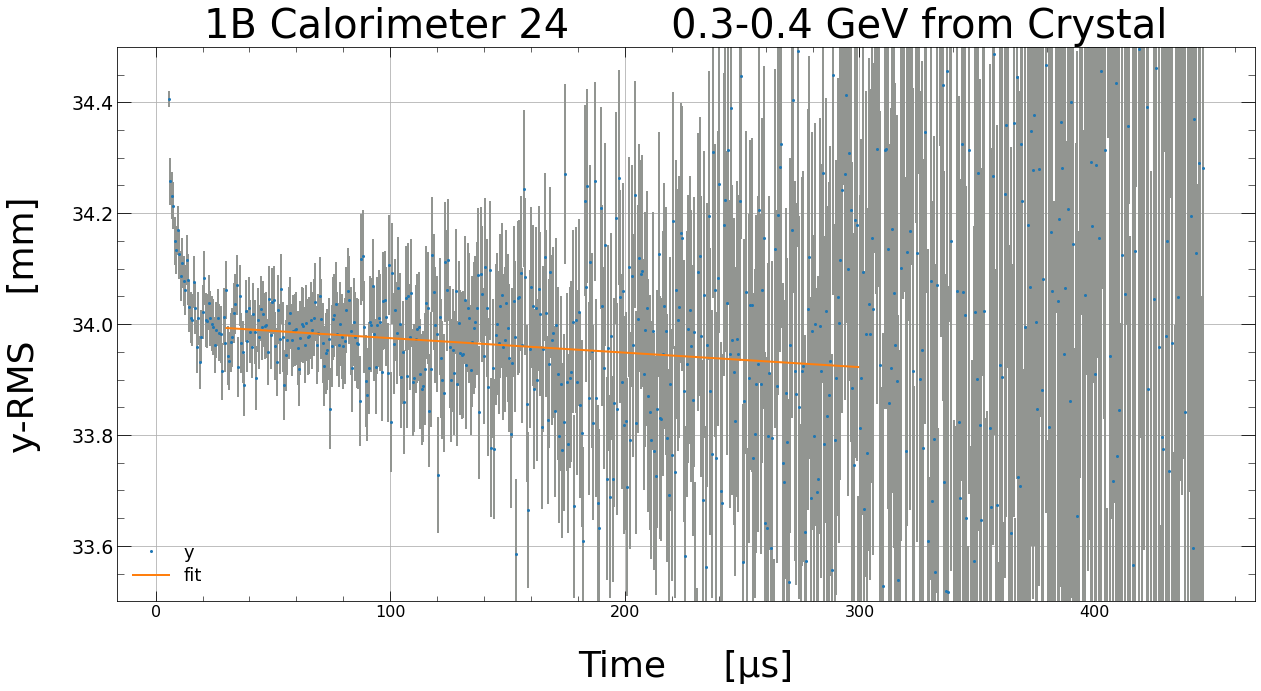 1B Calorimeter 24 0.3-0.4 GeV from Crystal
y-RMS [mm]
34.4
34.2
34.0
33.8
33.6
y
fit
0 100 200 300 400
Time [µs]